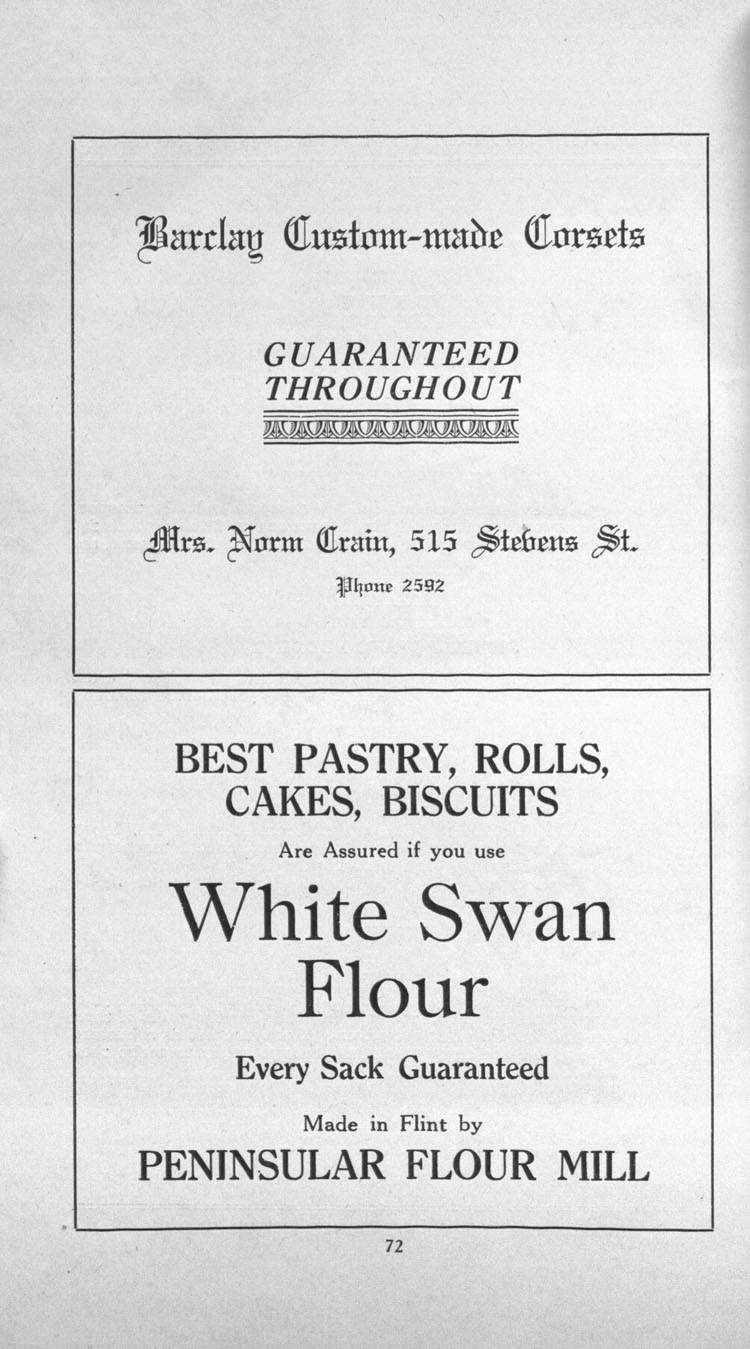 Barclay Custom-made Corsets
GUARANTEED
THROUGHOUT
Mrs. Norm Crain, 515 Stevens St.
Phone 2592
BEST PASTRY, ROLLS,
CAKES, BISCUITS
Are Assured if you use
White Swan
Flour
Every Sack Guaranteed
Made in Flint by
PENINSULAR FLOUR MILL
72